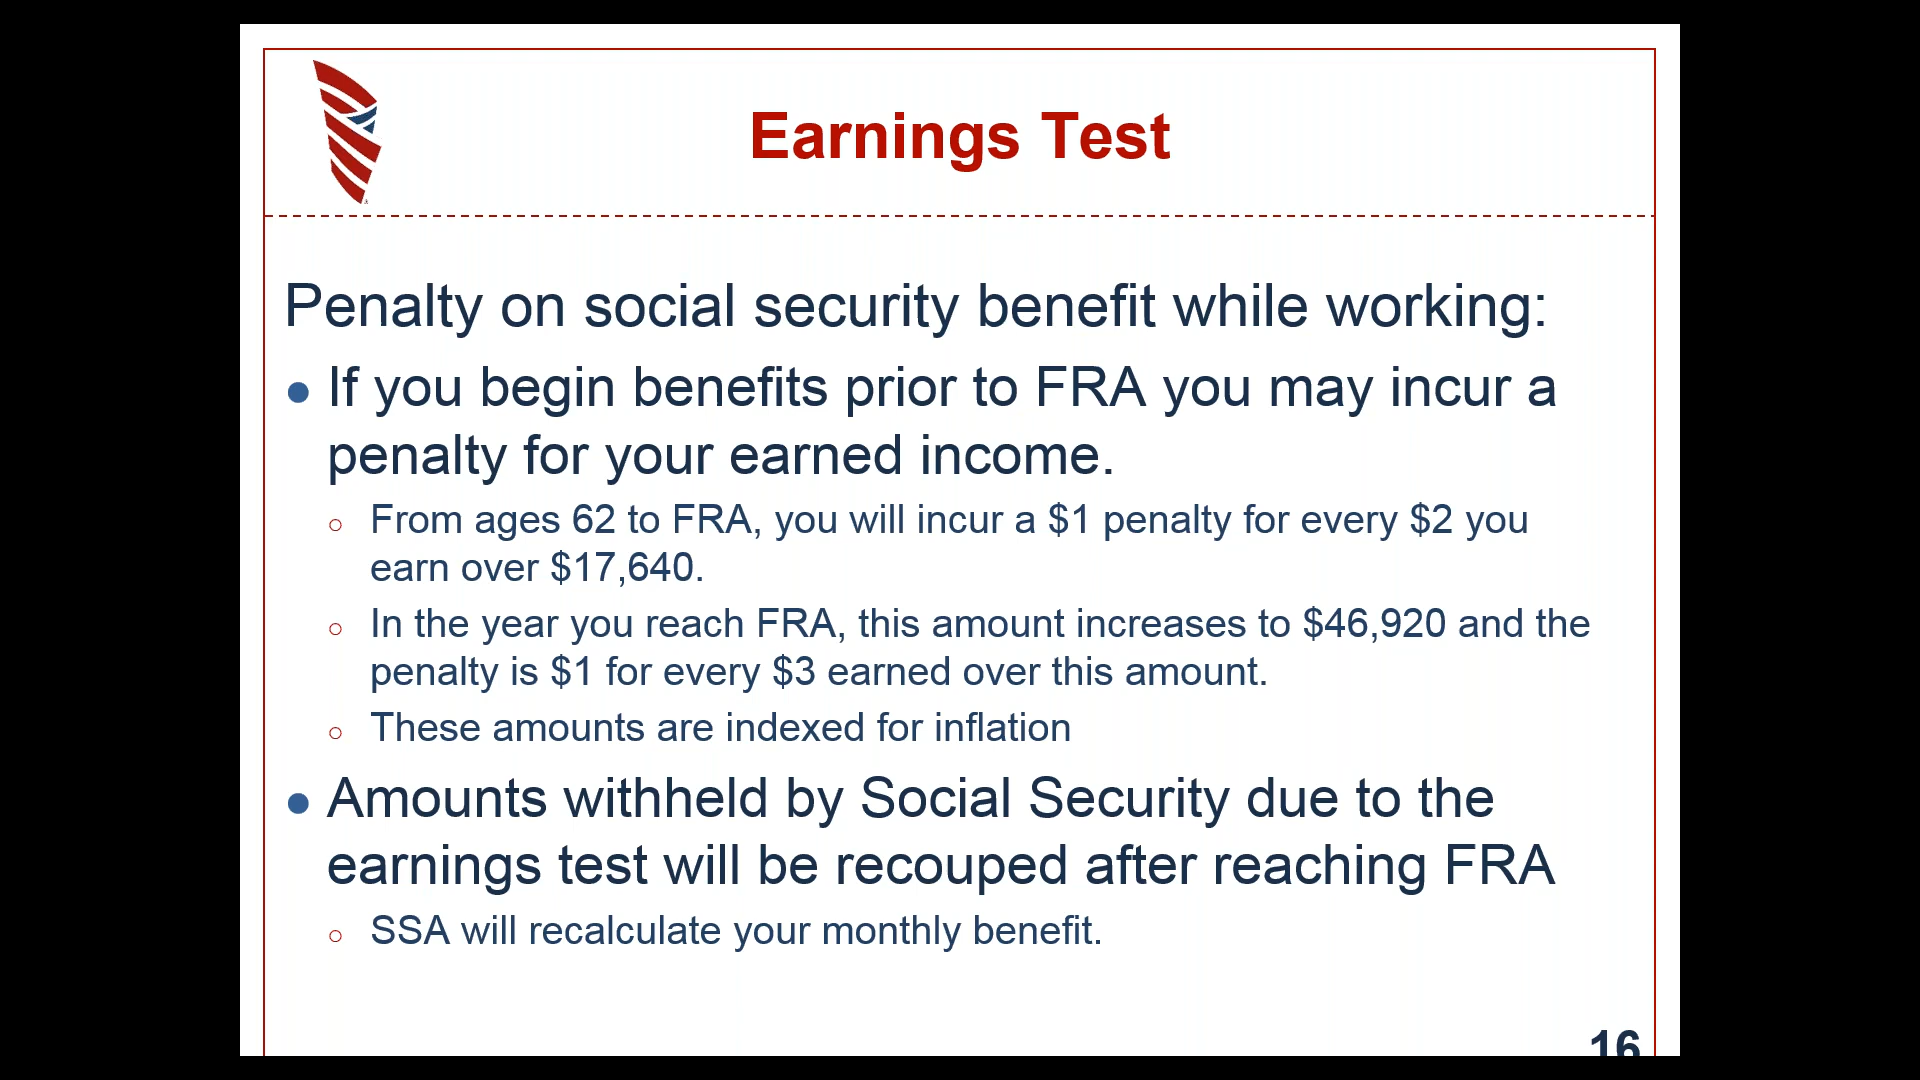 Earnings Test
Penalty on social security benefit while working:
If you begin benefits prior to FRA you may incur a
penalty for your earned income.
From ages 62 to FRA, you will incur a $1 penalty for every $2 you
earn over $17,640.
In the year you reach FRA, this amount increases to $46,920 and the
penalty is $1 for every $3 earned over this amount.
These amounts are indexed for inflation
Amounts withheld by Social Security due to the
earnings test will be recouped after reaching FRA
SSA will recalculate your monthly benefit.
16